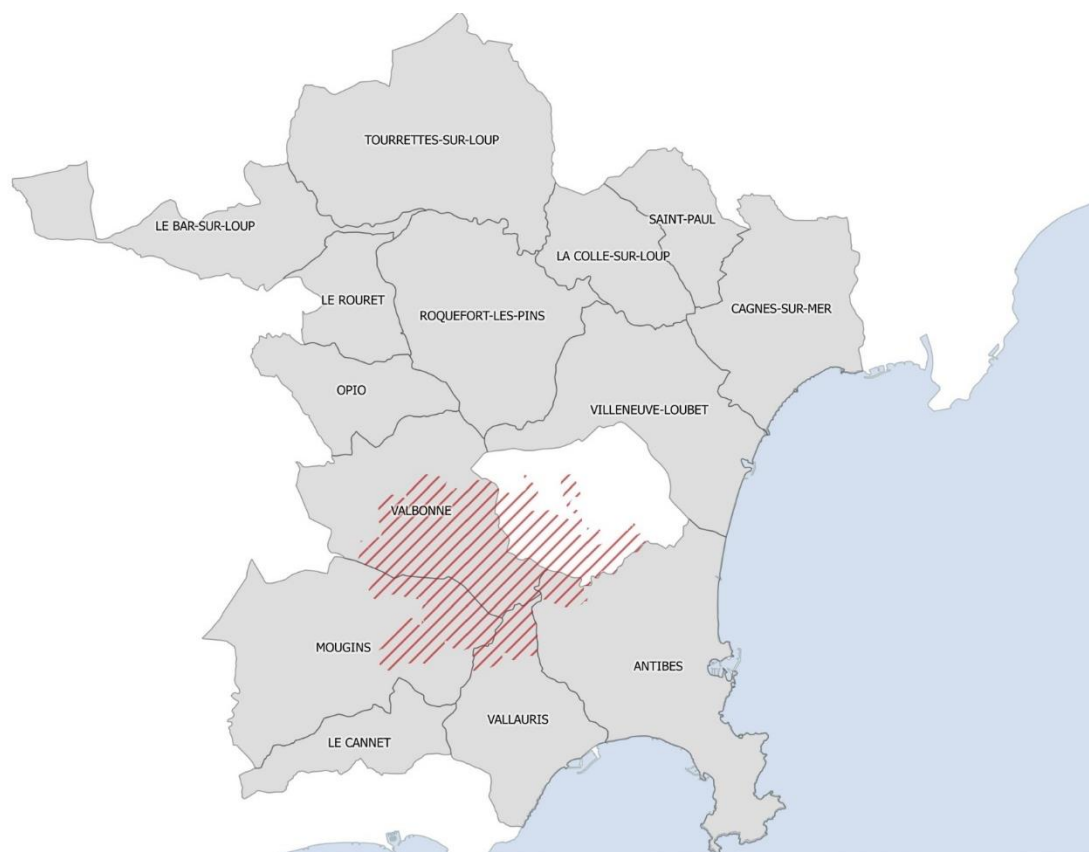 TOURRETTES-SUR-LOUP
SAINT-PAUL
LE BAR-SUR-LOUP
LA COLLE-SUR-LOUP
LE ROURET
CAGNES-SUR-MER
ROQUEFORT-LES-PINS
OPIO
VILLENEUVE-LOUBET
VALBONNE
MOUGINS
ANTIBES
VALLAURIS
LE CANNET